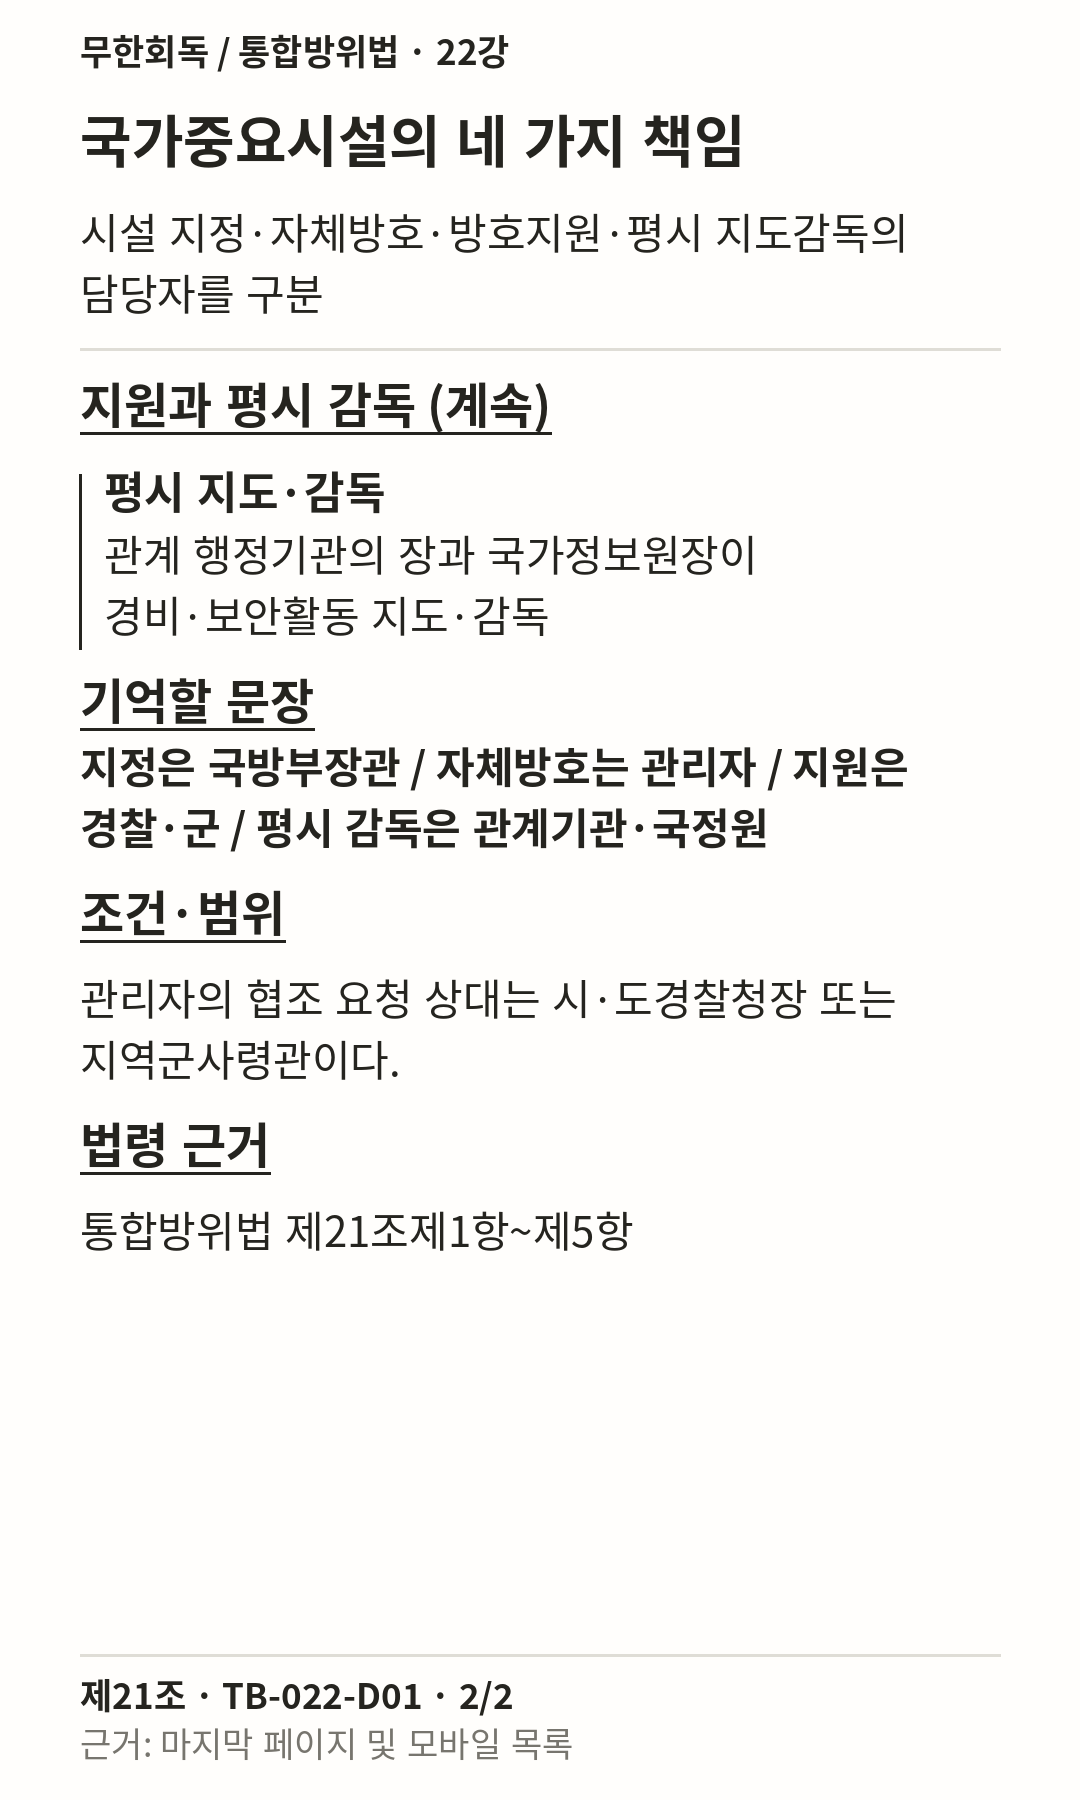 무한회독 / 통합방위법 · 22강
국가중요시설의 네 가지 책임
시설 지정·자체방호·방호지원·평시 지도감독의
담당자를 구분
지원과 평시 감독 (계속)
평시 지도·감독
관계 행정기관의 장과 국가정보원장이
경비·보안활동 지도·감독
기억할 문장
지정은 국방부장관 / 자체방호는 관리자 / 지원은
경찰·군 / 평시 감독은 관계기관·국정원
조건·범위
관리자의 협조 요청 상대는 시·도경찰청장 또는
지역군사령관이다.
법령 근거
통합방위법 제21조제1항~제5항
제21조 · TB-022-D01 · 2/2
근거: 마지막 페이지 및 모바일 목록